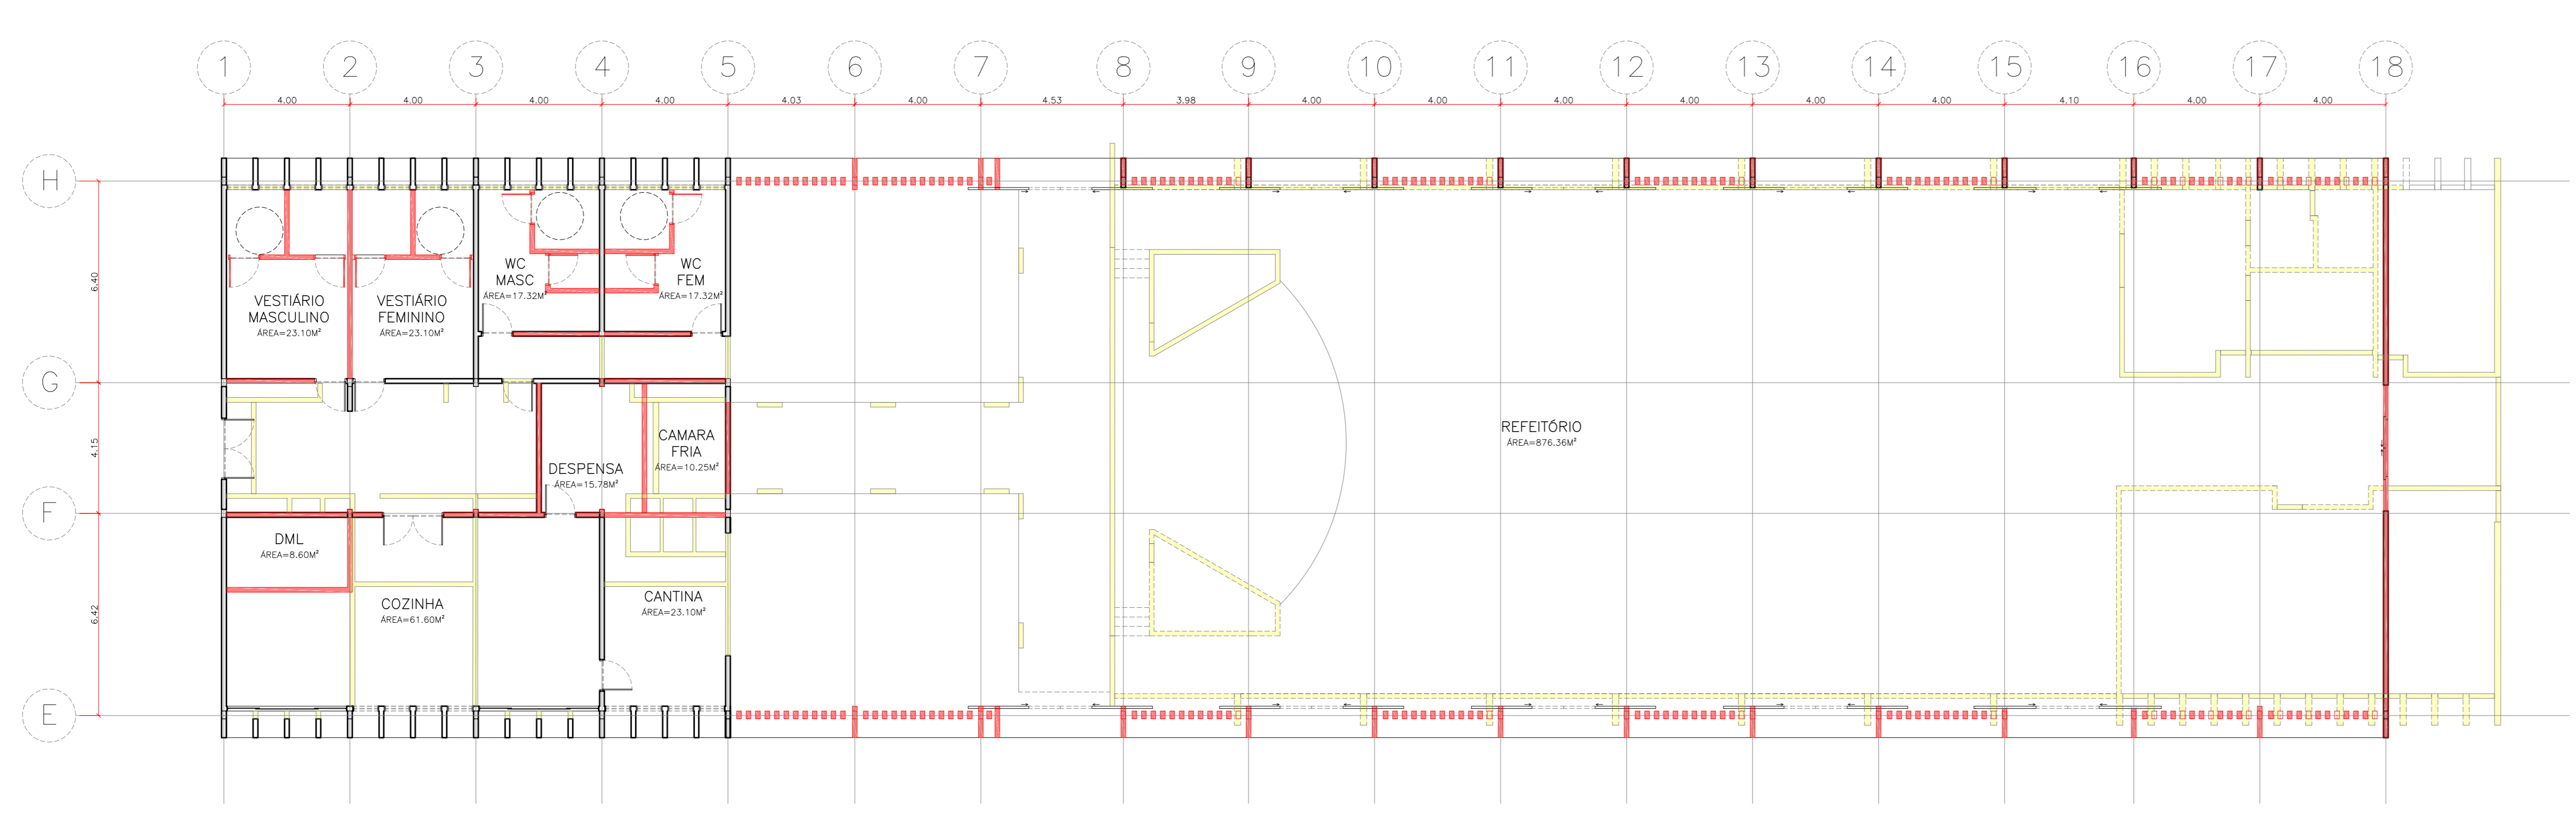 1 2 3 4 5 6 7 8 9 10 11 12 13 14 15 16 17 18
4.00 4.00 4.00 4.00 4.03 4.00 4.53 3.98 4.00 4.00 4.00 4.00 4.00 4.00 4.10 4.00 4.00
H
6.40
G
4.15
F
6.42
E
VESTIÁRIO
MASCULINO
ÁREA=23.10M²
VESTIÁRIO
FEMININO
ÁREA=23.10M²
WC
MASC
ÁREA=17.32M²
WC
FEM
ÁREA=17.32M²
CAMARA
FRIA
ÁREA=10.25M²
DESPENSA
ÁREA=15.78M²
REFEITÓRIO
ÁREA=876.36M²
DML
ÁREA=8.60M²
COZINHA
ÁREA=61.60M²
CANTINA
ÁREA=23.10M²